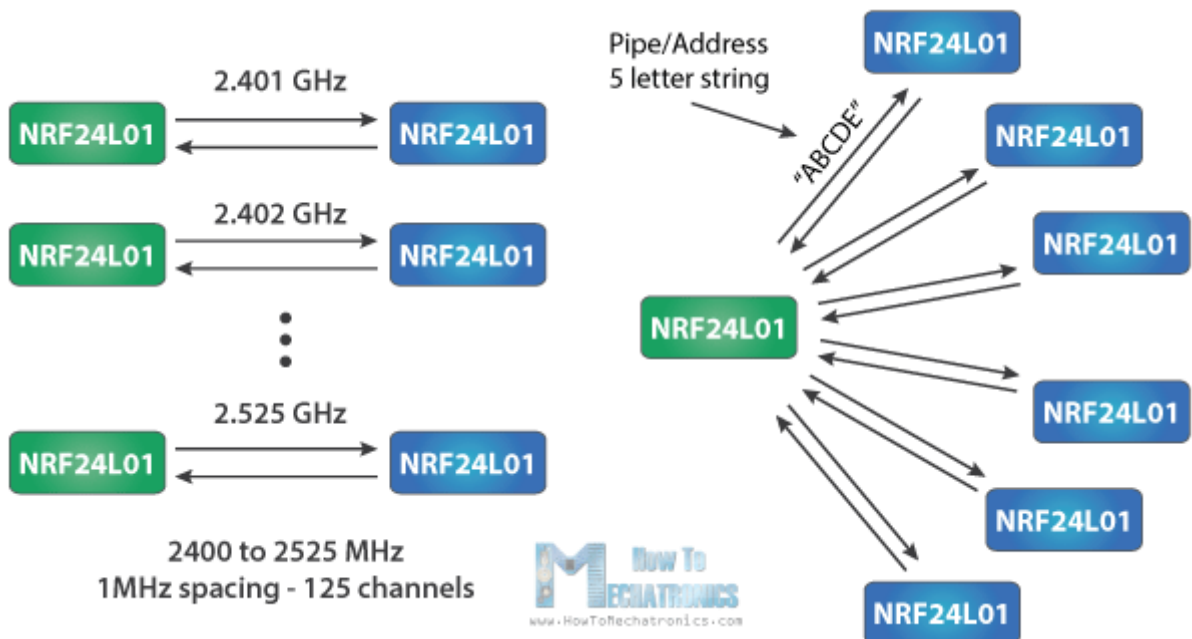 2.401 GHz
NRF24L01
NRF24L01
2.402 GHz
NRF24L01
NRF24L01
2.525 GHz
NRF24L01
NRF24L01
2400 to 2525 MHz
1MHz spacing - 125 channels
Pipe/Address
5 letter string
"ABCDE"
NRF24L01
NRF24L01
NRF24L01
NRF24L01
NRF24L01
NRF24L01
NRF24L01
How To
MECHATRONICS
www.HowToMechatronics.com